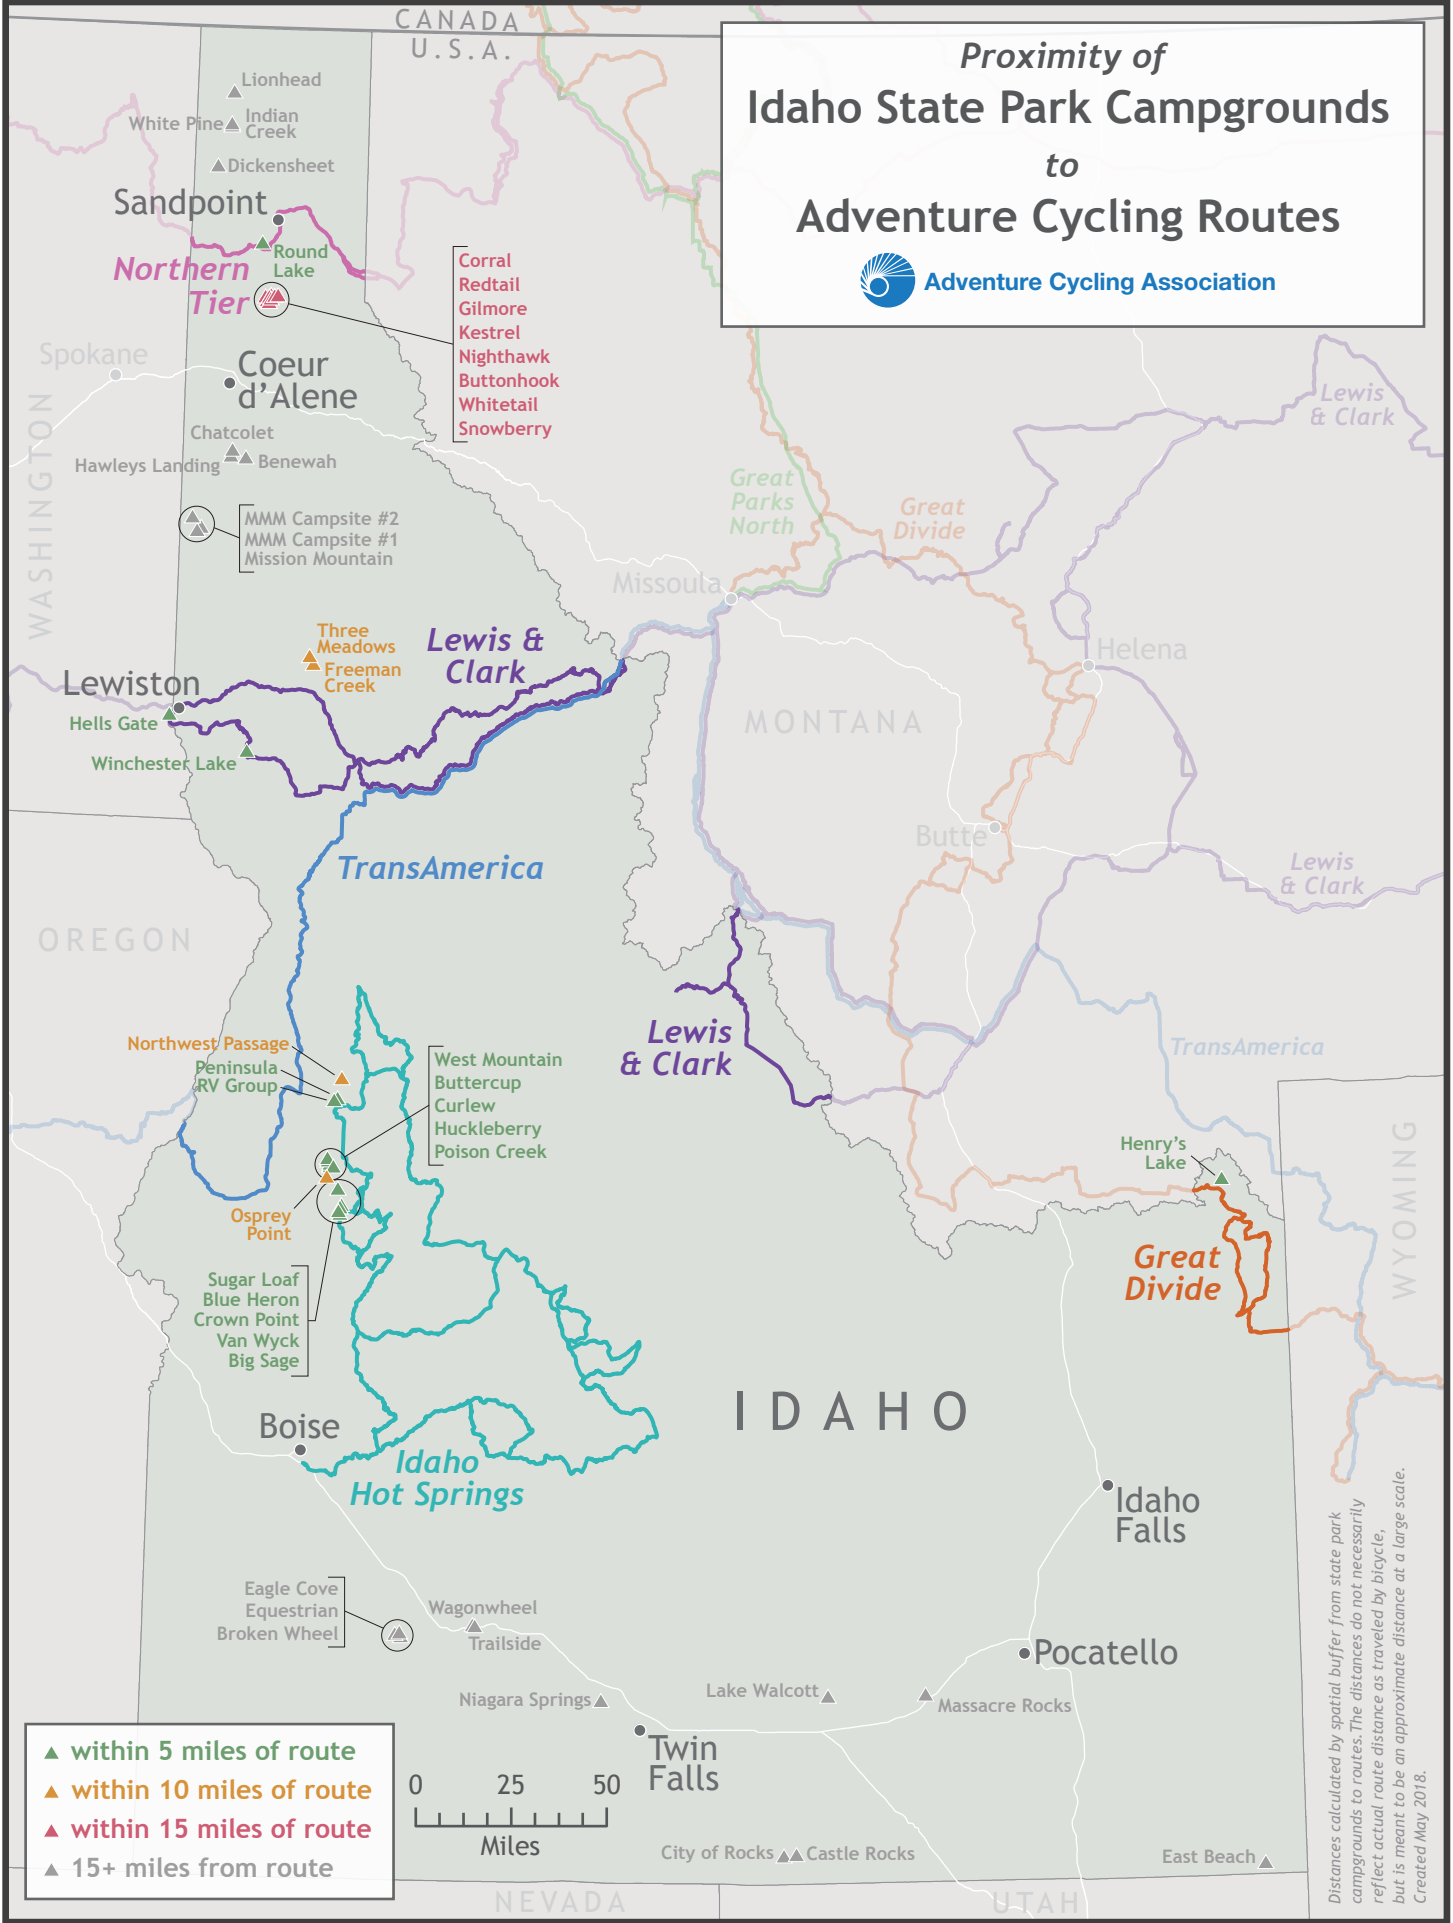 CANADA
U.S.A.
Proximity of
Idaho State Park Campgrounds
to
Adventure Cycling Routes
Adventure Cycling Association
Lionhead
White Pine
Indian
Creek
Dickensheet
Sandpoint
Round
Lake
Northern
Tier
Corral
Redtail
Gilmore
Kestrel
Nighthawk
Buttonhook
Whitetail
Snowberry
Spokane
Coeur
d'Alene
Chatcolet
Hawleys Landing
Benewah
WASHINGTON
MMM Campsite #2
MMM Campsite #1
Mission Mountain
Lewis
& Clark
Great
Parks
North
Great
Divide
Missoula
Helena
Three
Meadows
Freeman
Creek
Lewis &
Clark
Lewiston
Hells Gate
Winchester Lake
MONTANA
Butte
Lewis
& Clark
TransAmerica
OREGON
Lewis
& Clark
TransAmerica
Northwest Passage
Peninsula
RV Group
West Mountain
Buttercup
Curlew
Huckleberry
Poison Creek
Henry's
Lake
WYOMING
Osprey
Point
Great
Divide
Sugar Loaf
Blue Heron
Crown Point
Van Wyck
Big Sage
IDAHO
Boise
Idaho
Hot Springs
Idaho
Falls
Eagle Cove
Equestrian
Broken Wheel
Wagonwheel
Trailside
Pocatello
Niagara Springs
Lake Walcott
Massacre Rocks
Twin
Falls
within 5 miles of route
within 10 miles of route
within 15 miles of route
15+ miles from route
0 25 50
Miles
City of Rocks
Castle Rocks
East Beach
NEVADA
UTAH
Distances calculated by spatial buffer from state park
campgrounds to routes. The distances do not necessarily
reflect actual route distance as traveled by bicycle,
but is meant to be an approximate distance at a large scale.
Created May 2018.